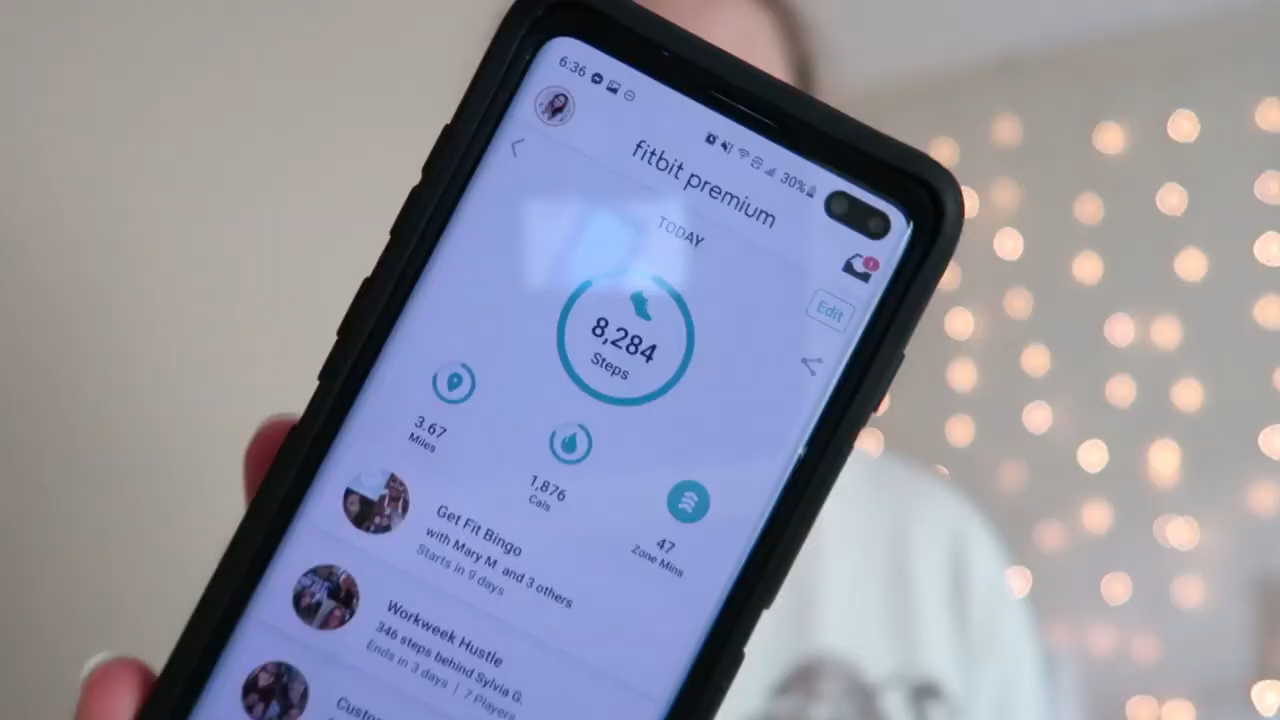 6:36
30%
fitbit premium
TODAY
1
Edit
8,284
Steps
3.67
Miles
1,876
Cals
47
Zone Mins
Get Fit Bingo
with Mary M. and 3 others
Starts in 9 days
Workweek Hustle
346 steps behind Sylvia G.
Ends in 3 days | 7 Players